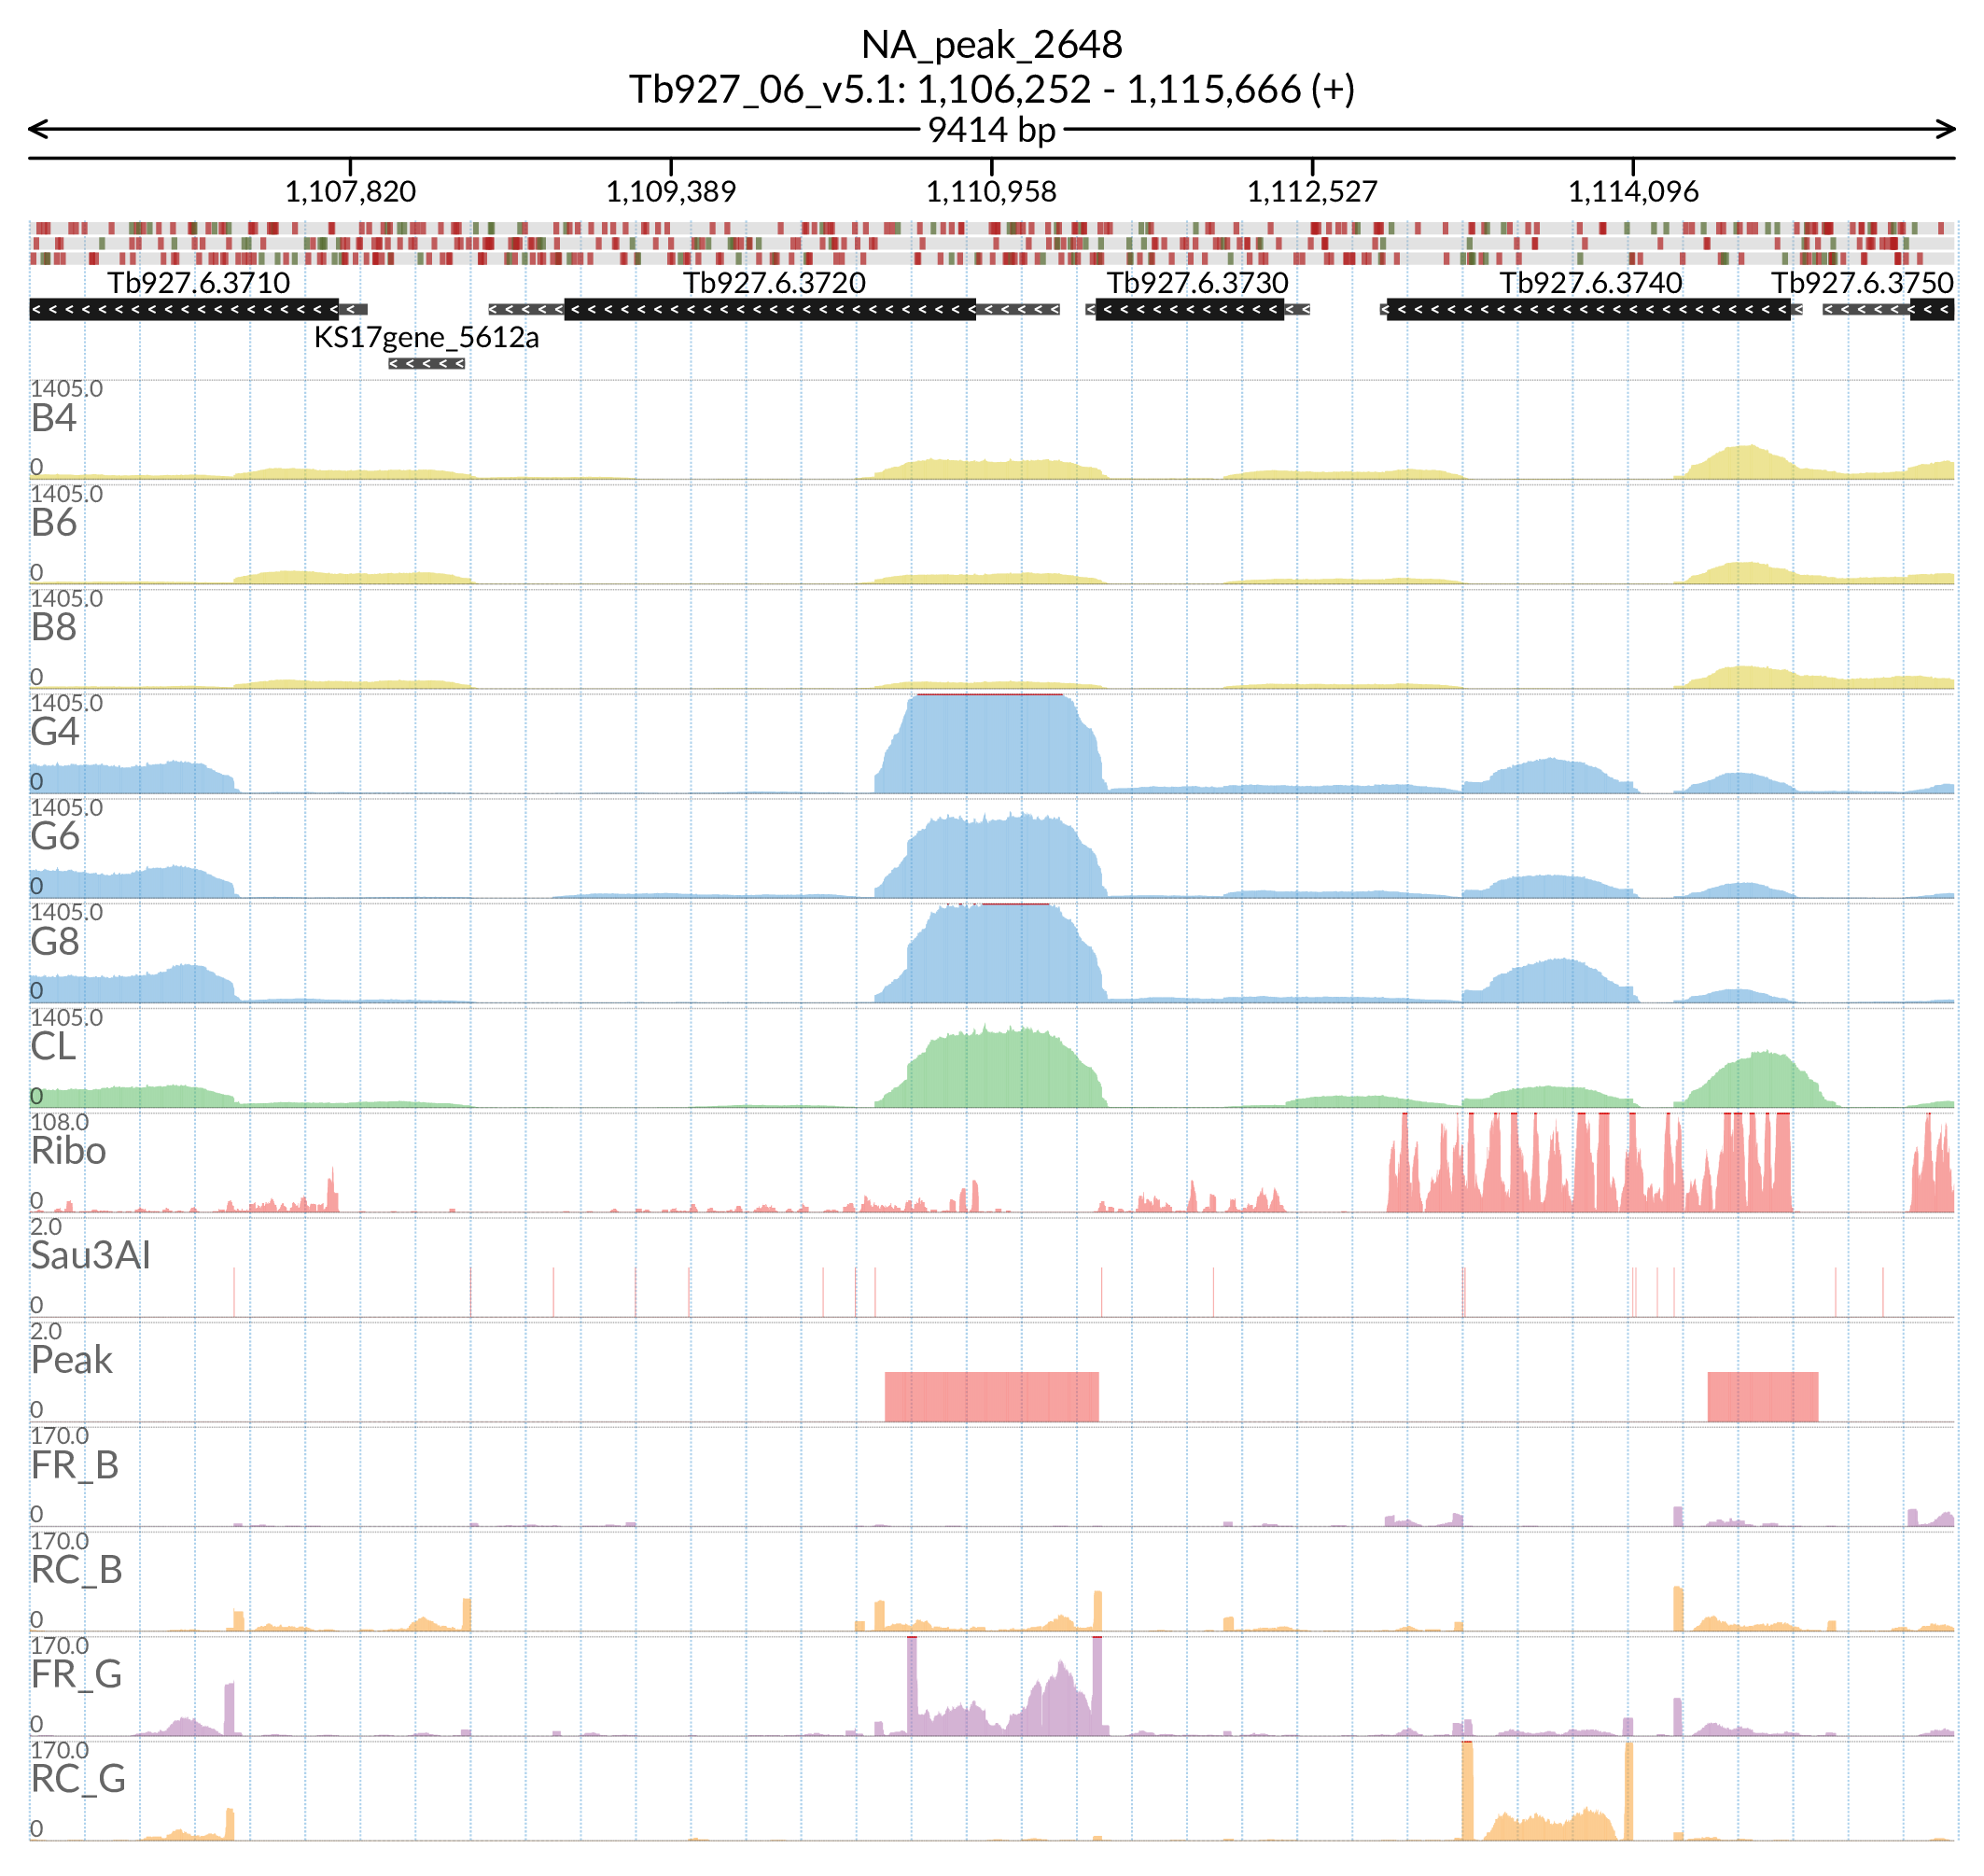 NA_peak_2648
Tb927_06_v5.1: 1,106,252 - 1,115,666 (+)
9414 bp
1,107,820 1,109,389 1,110,958 1,112,527 1,114,096
Tb927.6.3710 Tb927.6.3720 Tb927.6.3730 Tb927.6.3740 Tb927.6.3750
KS17gene_5612a
1405.0
B4
0
1405.0
B6
0
1405.0
B8
0
1405.0
G4
0
1405.0
G6
0
1405.0
G8
0
1405.0
CL
0
108.0
Ribo
0
2.0
Sau3AI
0
2.0
Peak
0
170.0
FR_B
0
170.0
RC_B
0
170.0
FR_G
0
170.0
RC_G
0